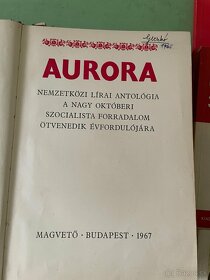 AURORA
NEMZETKÖZI LÍRAI ANTOLÓGIA
A NAGY OKTÓBERI
SZOCIALISTA FORRADALOM
ÖTVENEDIK ÉVFORDULÓJÁRA
MAGVETŐ · BUDAPEST · 1967